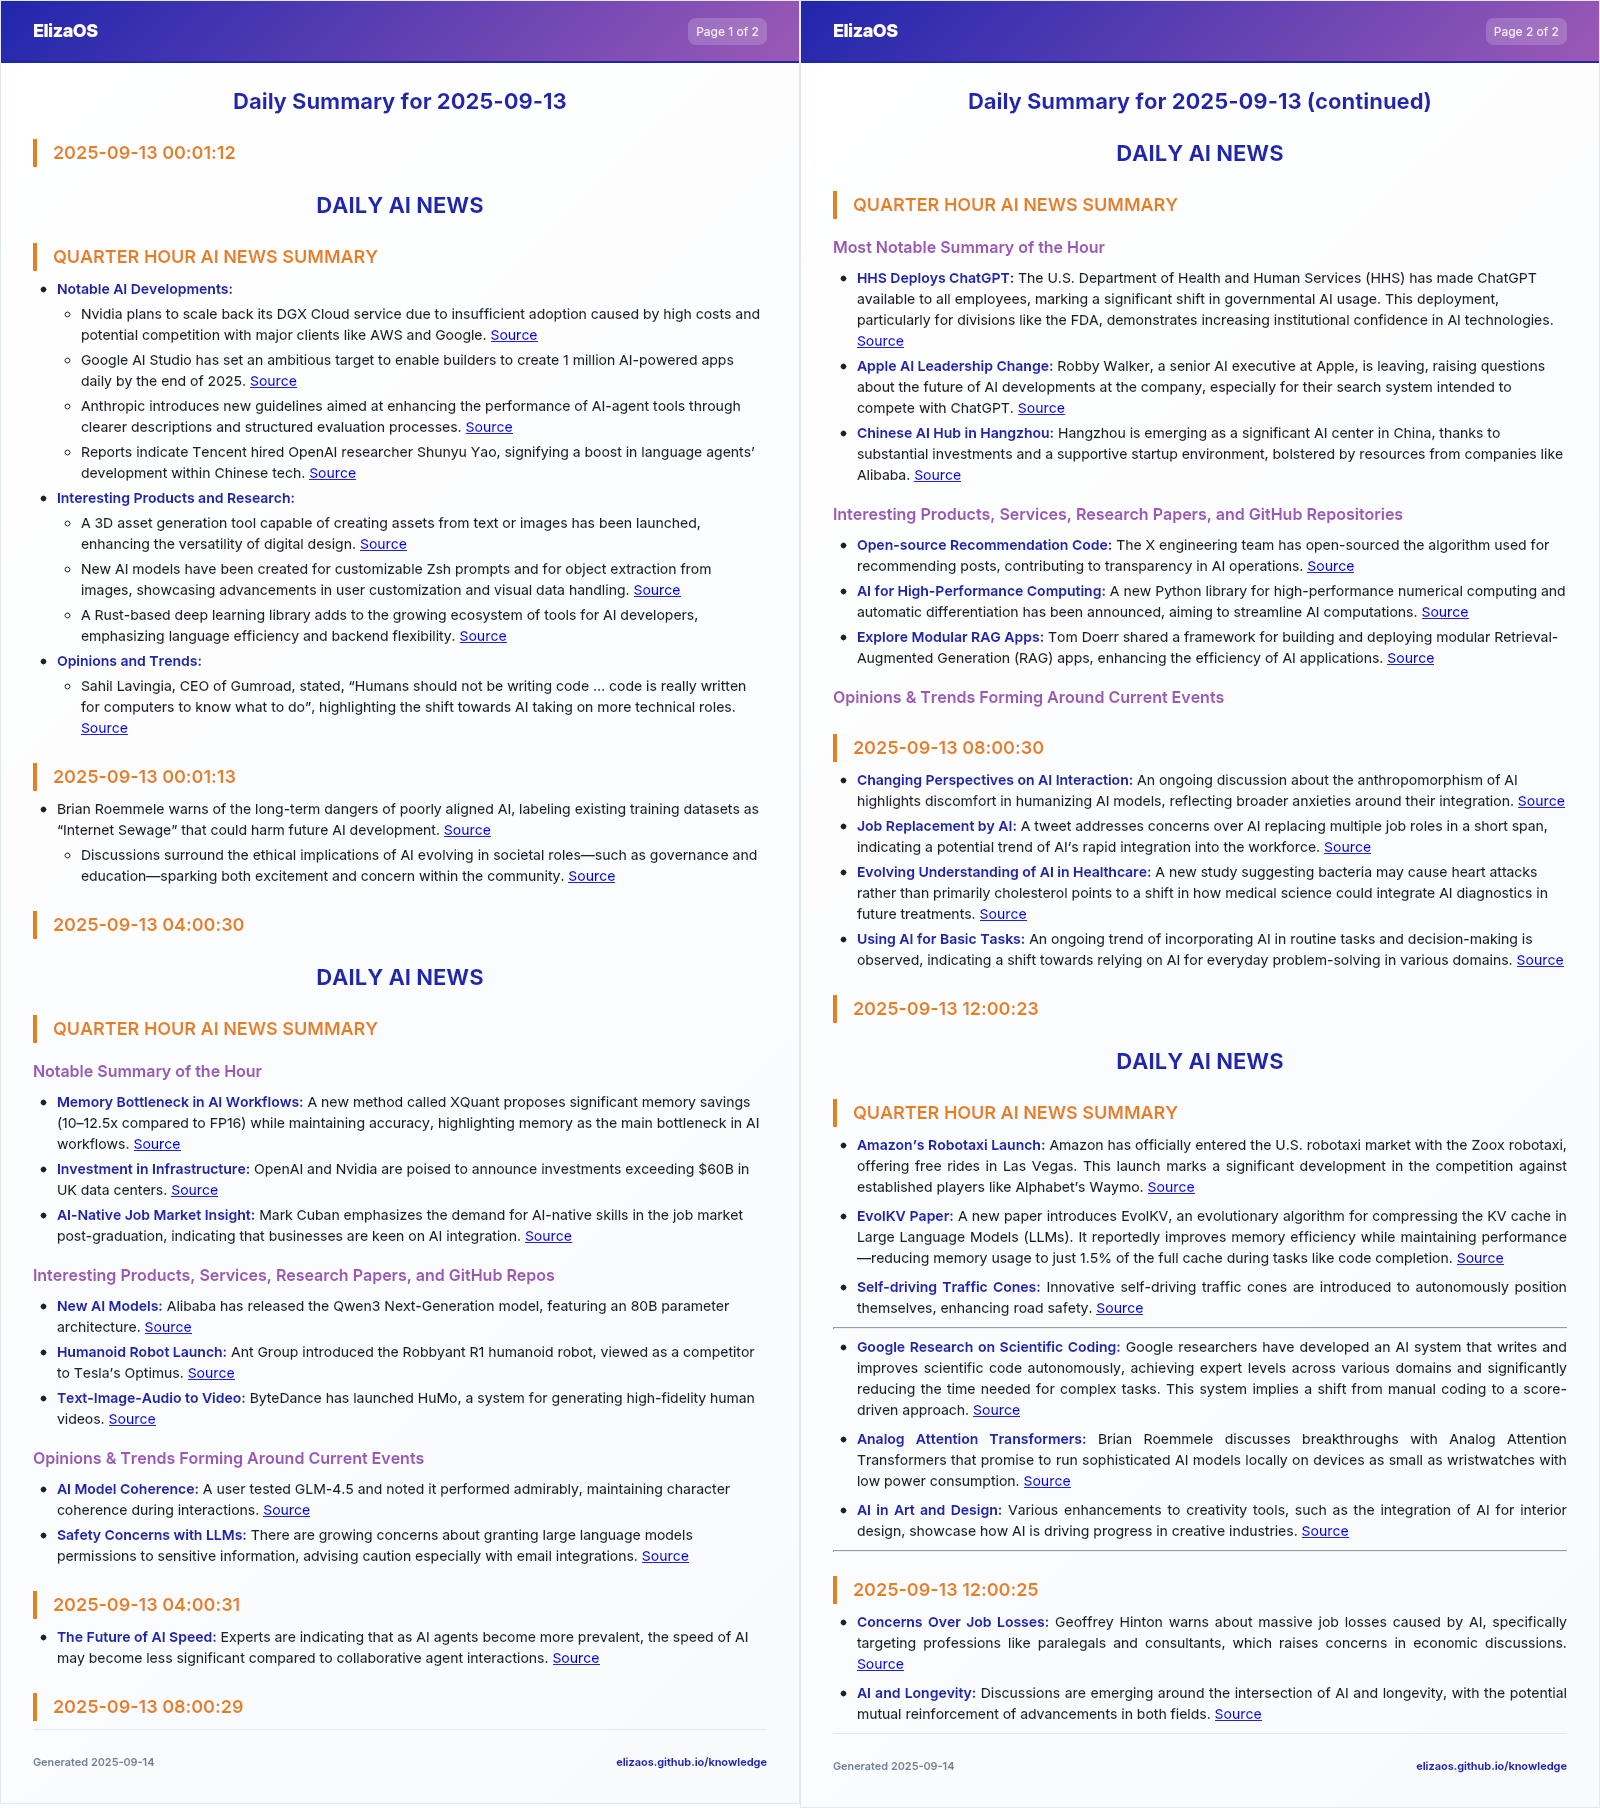 ElizaOS
Page 1 of 2
Daily Summary for 2025-09-13
2025-09-13 00:01:12
DAILY AI NEWS
QUARTER HOUR AI NEWS SUMMARY
Notable AI Developments:
Nvidia plans to scale back its DGX Cloud service due to insufficient adoption caused by high costs and
potential competition with major clients like AWS and Google. Source
Google AI Studio has set an ambitious target to enable builders to create 1 million AI-powered apps
daily by the end of 2025. Source
Anthropic introduces new guidelines aimed at enhancing the performance of AI-agent tools through
clearer descriptions and structured evaluation processes. Source
Reports indicate Tencent hired OpenAI researcher Shunyu Yao, signifying a boost in language agents’
development within Chinese tech. Source
Interesting Products and Research:
A 3D asset generation tool capable of creating assets from text or images has been launched,
enhancing the versatility of digital design. Source
New AI models have been created for customizable Zsh prompts and for object extraction from
images, showcasing advancements in user customization and visual data handling. Source
A Rust-based deep learning library adds to the growing ecosystem of tools for AI developers,
emphasizing language efficiency and backend flexibility. Source
Opinions and Trends:
Sahil Lavingia, CEO of Gumroad, stated, “Humans should not be writing code … code is really written
for computers to know what to do”, highlighting the shift towards AI taking on more technical roles.
Source
2025-09-13 00:01:13
Brian Roemmele warns of the long-term dangers of poorly aligned AI, labeling existing training datasets as
“Internet Sewage” that could harm future AI development. Source
Discussions surround the ethical implications of AI evolving in societal roles—such as governance and
education—sparking both excitement and concern within the community. Source
2025-09-13 04:00:30
DAILY AI NEWS
QUARTER HOUR AI NEWS SUMMARY
Notable Summary of the Hour
Memory Bottleneck in AI Workflows: A new method called XQuant proposes significant memory savings
(10–12.5x compared to FP16) while maintaining accuracy, highlighting memory as the main bottleneck in AI
workflows. Source
Investment in Infrastructure: OpenAI and Nvidia are poised to announce investments exceeding $60B in
UK data centers. Source
AI-Native Job Market Insight: Mark Cuban emphasizes the demand for AI-native skills in the job market
post-graduation, indicating that businesses are keen on AI integration. Source
Interesting Products, Services, Research Papers, and GitHub Repos
New AI Models: Alibaba has released the Qwen3 Next-Generation model, featuring an 80B parameter
architecture. Source
Humanoid Robot Launch: Ant Group introduced the Robbyant R1 humanoid robot, viewed as a competitor
to Tesla’s Optimus. Source
Text-Image-Audio to Video: ByteDance has launched HuMo, a system for generating high-fidelity human
videos. Source
Opinions & Trends Forming Around Current Events
AI Model Coherence: A user tested GLM-4.5 and noted it performed admirably, maintaining character
coherence during interactions. Source
Safety Concerns with LLMs: There are growing concerns about granting large language models
permissions to sensitive information, advising caution especially with email integrations. Source
2025-09-13 04:00:31
The Future of AI Speed: Experts are indicating that as AI agents become more prevalent, the speed of AI
may become less significant compared to collaborative agent interactions. Source
2025-09-13 08:00:29
Generated 2025-09-14
elizaos.github.io/knowledge
ElizaOS
Page 2 of 2
Daily Summary for 2025-09-13 (continued)
DAILY AI NEWS
QUARTER HOUR AI NEWS SUMMARY
Most Notable Summary of the Hour
HHS Deploys ChatGPT: The U.S. Department of Health and Human Services (HHS) has made ChatGPT
available to all employees, marking a significant shift in governmental AI usage. This deployment,
particularly for divisions like the FDA, demonstrates increasing institutional confidence in AI technologies.
Source
Apple AI Leadership Change: Robby Walker, a senior AI executive at Apple, is leaving, raising questions
about the future of AI developments at the company, especially for their search system intended to
compete with ChatGPT. Source
Chinese AI Hub in Hangzhou: Hangzhou is emerging as a significant AI center in China, thanks to
substantial investments and a supportive startup environment, bolstered by resources from companies like
Alibaba. Source
Interesting Products, Services, Research Papers, and GitHub Repositories
Open-source Recommendation Code: The X engineering team has open-sourced the algorithm used for
recommending posts, contributing to transparency in AI operations. Source
AI for High-Performance Computing: A new Python library for high-performance numerical computing and
automatic differentiation has been announced, aiming to streamline AI computations. Source
Explore Modular RAG Apps: Tom Doerr shared a framework for building and deploying modular Retrieval-
Augmented Generation (RAG) apps, enhancing the efficiency of AI applications. Source
Opinions & Trends Forming Around Current Events
2025-09-13 08:00:30
Changing Perspectives on AI Interaction: An ongoing discussion about the anthropomorphism of AI
highlights discomfort in humanizing AI models, reflecting broader anxieties around their integration. Source
Job Replacement by AI: A tweet addresses concerns over AI replacing multiple job roles in a short span,
indicating a potential trend of AI’s rapid integration into the workforce. Source
Evolving Understanding of AI in Healthcare: A new study suggesting bacteria may cause heart attacks
rather than primarily cholesterol points to a shift in how medical science could integrate AI diagnostics in
future treatments. Source
Using AI for Basic Tasks: An ongoing trend of incorporating AI in routine tasks and decision-making is
observed, indicating a shift towards relying on AI for everyday problem-solving in various domains. Source
2025-09-13 12:00:23
DAILY AI NEWS
QUARTER HOUR AI NEWS SUMMARY
Amazon’s Robotaxi Launch: Amazon has officially entered the U.S. robotaxi market with the Zoox robotaxi,
offering free rides in Las Vegas. This launch marks a significant development in the competition against
established players like Alphabet’s Waymo. Source
EvolKV Paper: A new paper introduces EvolKV, an evolutionary algorithm for compressing the KV cache in
Large Language Models (LLMs). It reportedly improves memory efficiency while maintaining performance
—reducing memory usage to just 1.5% of the full cache during tasks like code completion. Source
Self-driving Traffic Cones: Innovative self-driving traffic cones are introduced to autonomously position
themselves, enhancing road safety. Source
Google Research on Scientific Coding: Google researchers have developed an AI system that writes and
improves scientific code autonomously, achieving expert levels across various domains and significantly
reducing the time needed for complex tasks. This system implies a shift from manual coding to a score-
driven approach. Source
Analog Attention Transformers: Brian Roemmele discusses breakthroughs with Analog Attention
Transformers that promise to run sophisticated AI models locally on devices as small as wristwatches with
low power consumption. Source
AI in Art and Design: Various enhancements to creativity tools, such as the integration of AI for interior
design, showcase how AI is driving progress in creative industries. Source
2025-09-13 12:00:25
Concerns Over Job Losses: Geoffrey Hinton warns about massive job losses caused by AI, specifically
targeting professions like paralegals and consultants, which raises concerns in economic discussions.
Source
AI and Longevity: Discussions are emerging around the intersection of AI and longevity, with the potential
mutual reinforcement of advancements in both fields. Source
Generated 2025-09-14
elizaos.github.io/knowledge